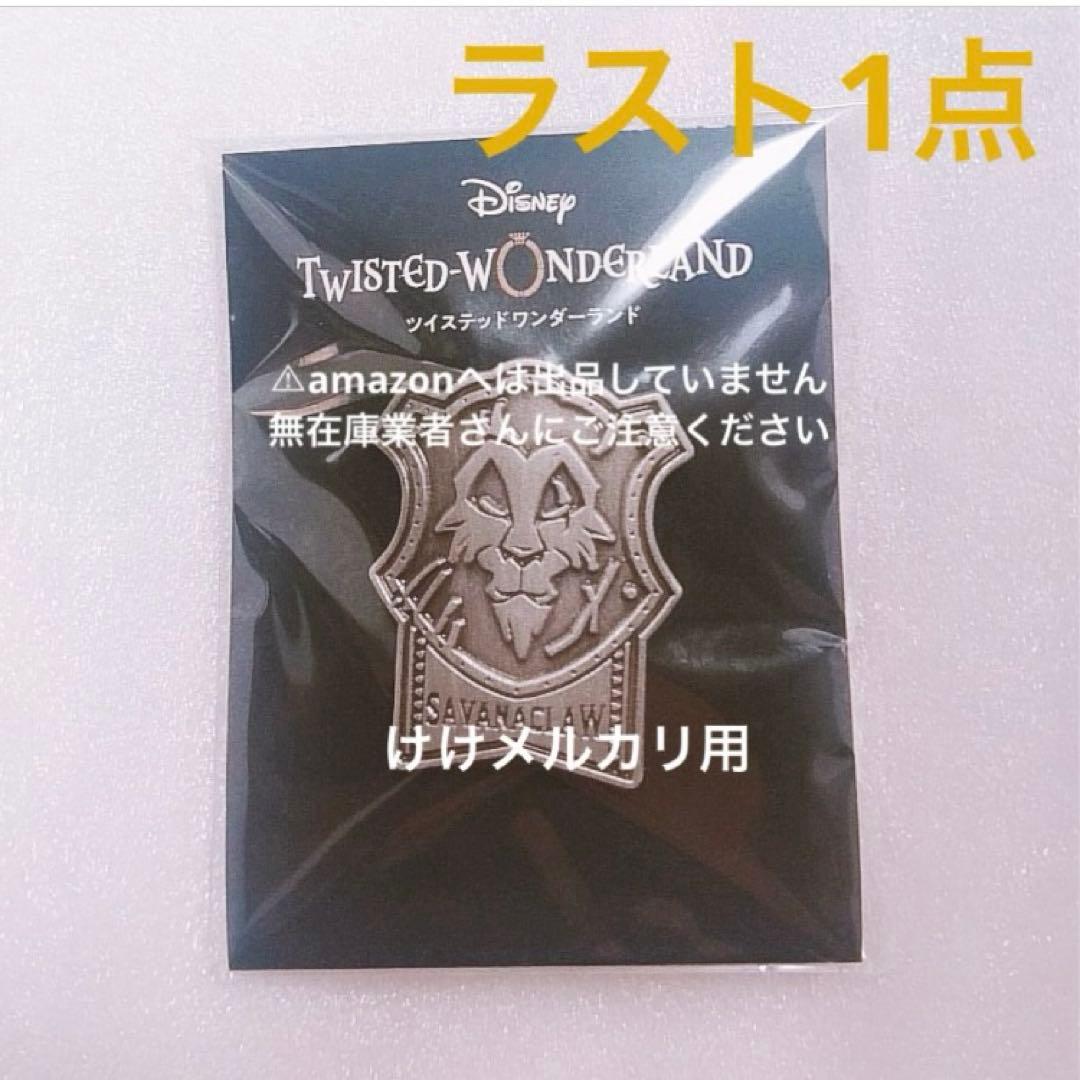 ラスト1点
Disney
TWISTED-WONDERLAND
ツイステッドワンダーランド
⚠amazonへは出品していません
無在庫業者さんにご注意ください
SAVANACLAW
けけメルカリ用